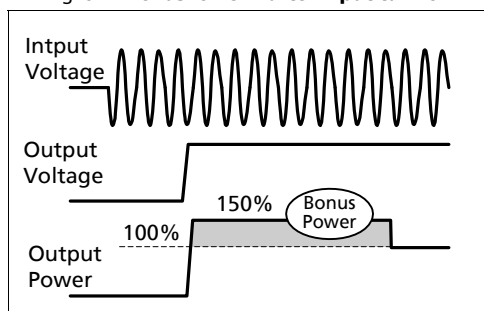 Intput
Voltage
Output
Voltage
150%
Bonus
Power
100%
Output
Power